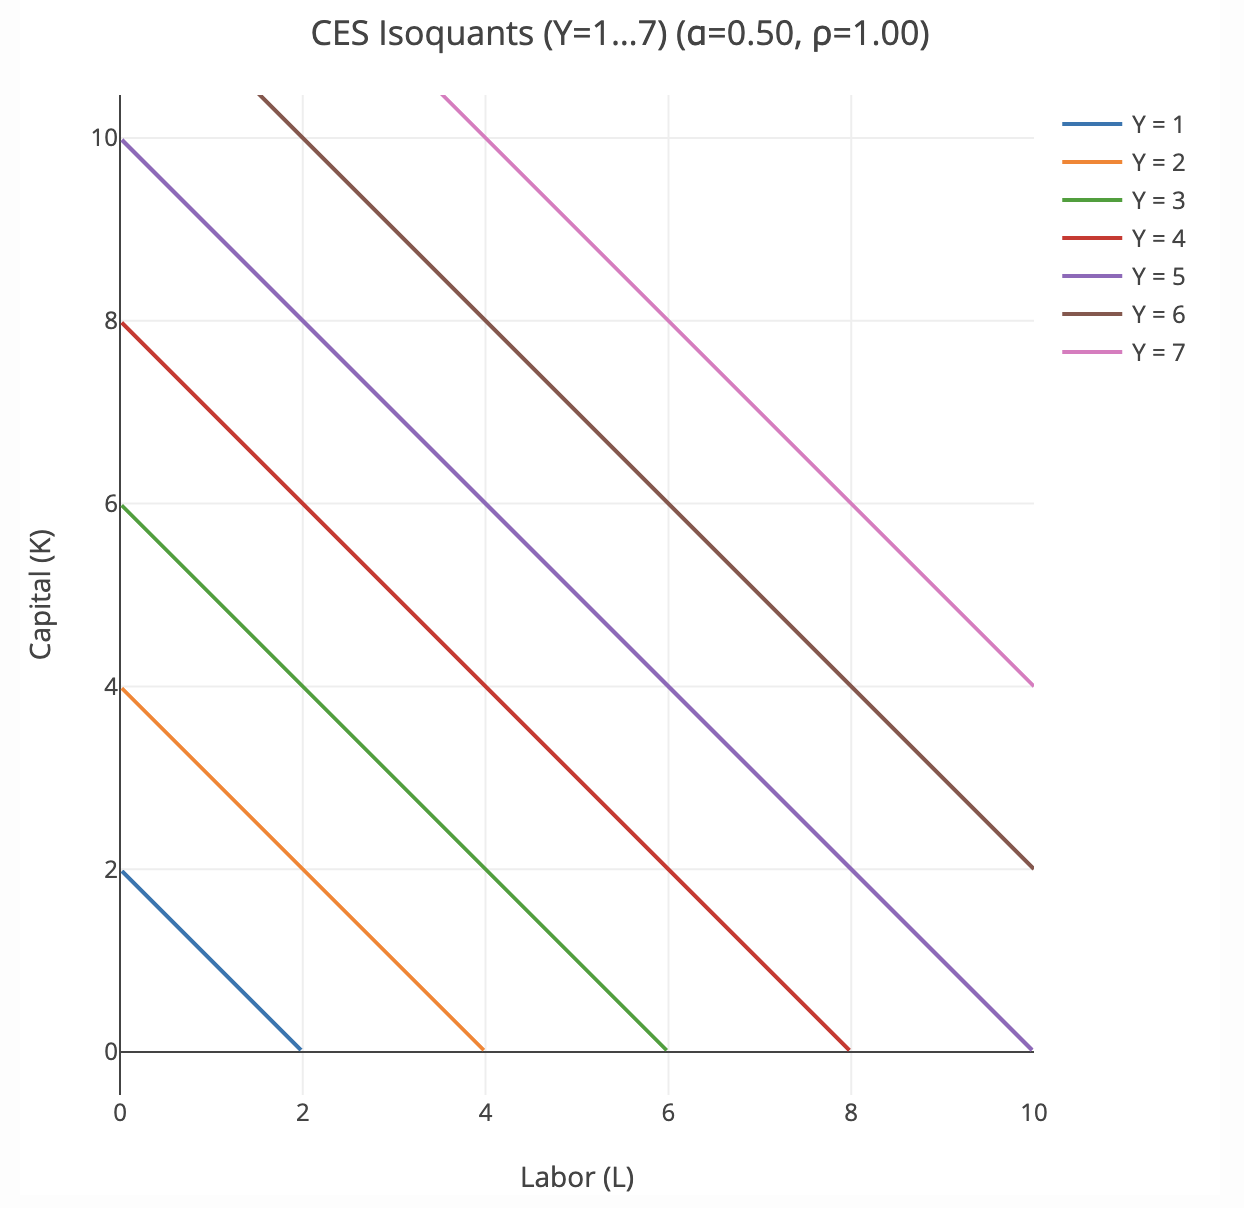 CES Isoquants (Y=1...7) (α=0.50, ρ=1.00)
Y = 1
Y = 2
Y = 3
Y = 4
Y = 5
Y = 6
Y = 7
10
8
6
4
2
0
Capital (K)
0 2 4 6 8 10
Labor (L)